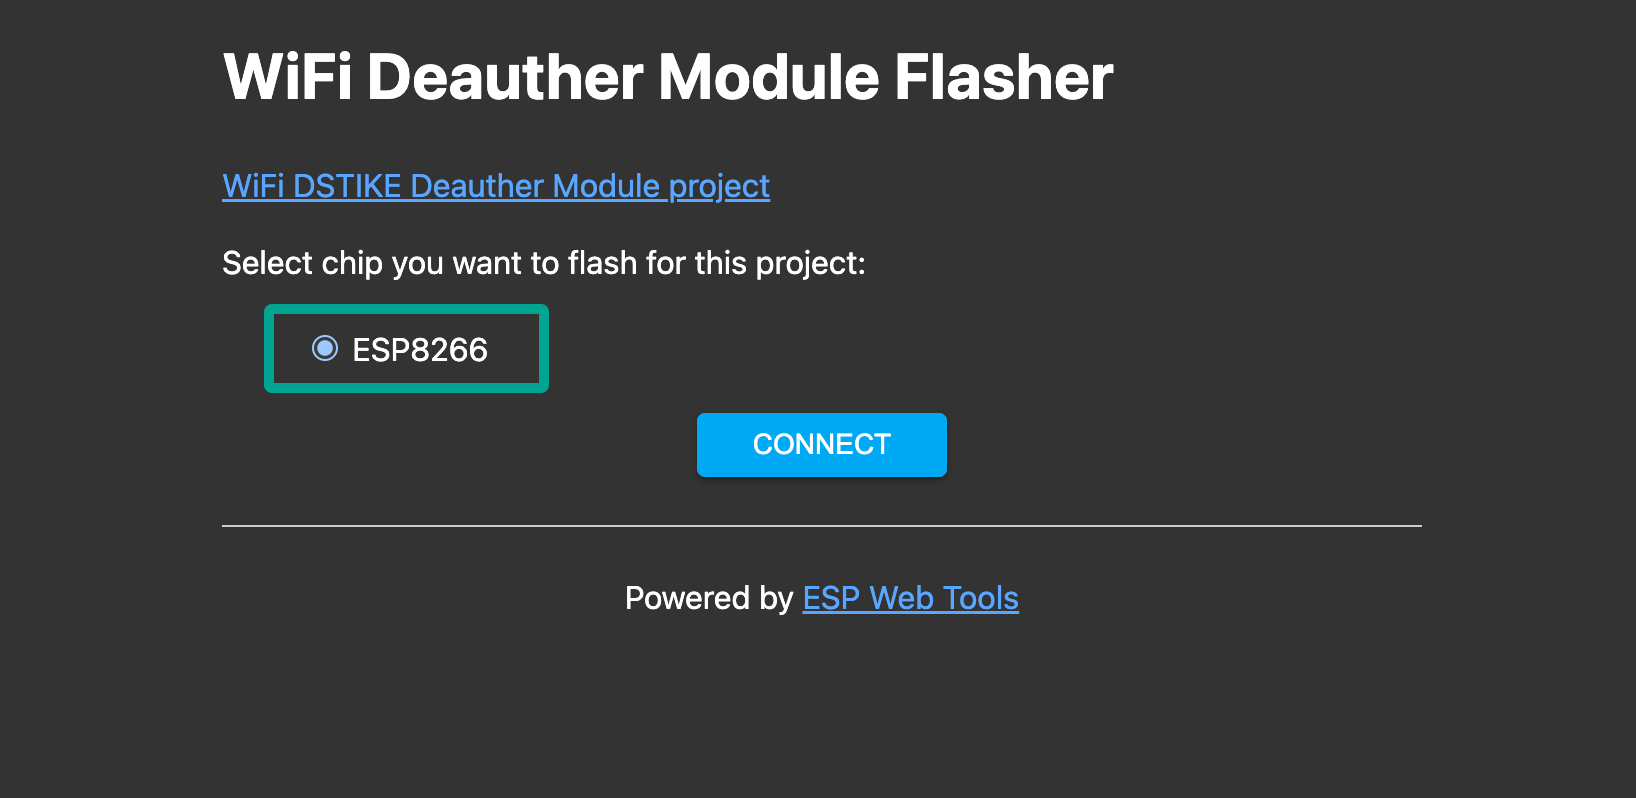 WiFi Deauther Module Flasher
WiFi DSTIKE Deauther Module project
Select chip you want to flash for this project:
ESP8266
CONNECT
Powered by ESP Web Tools